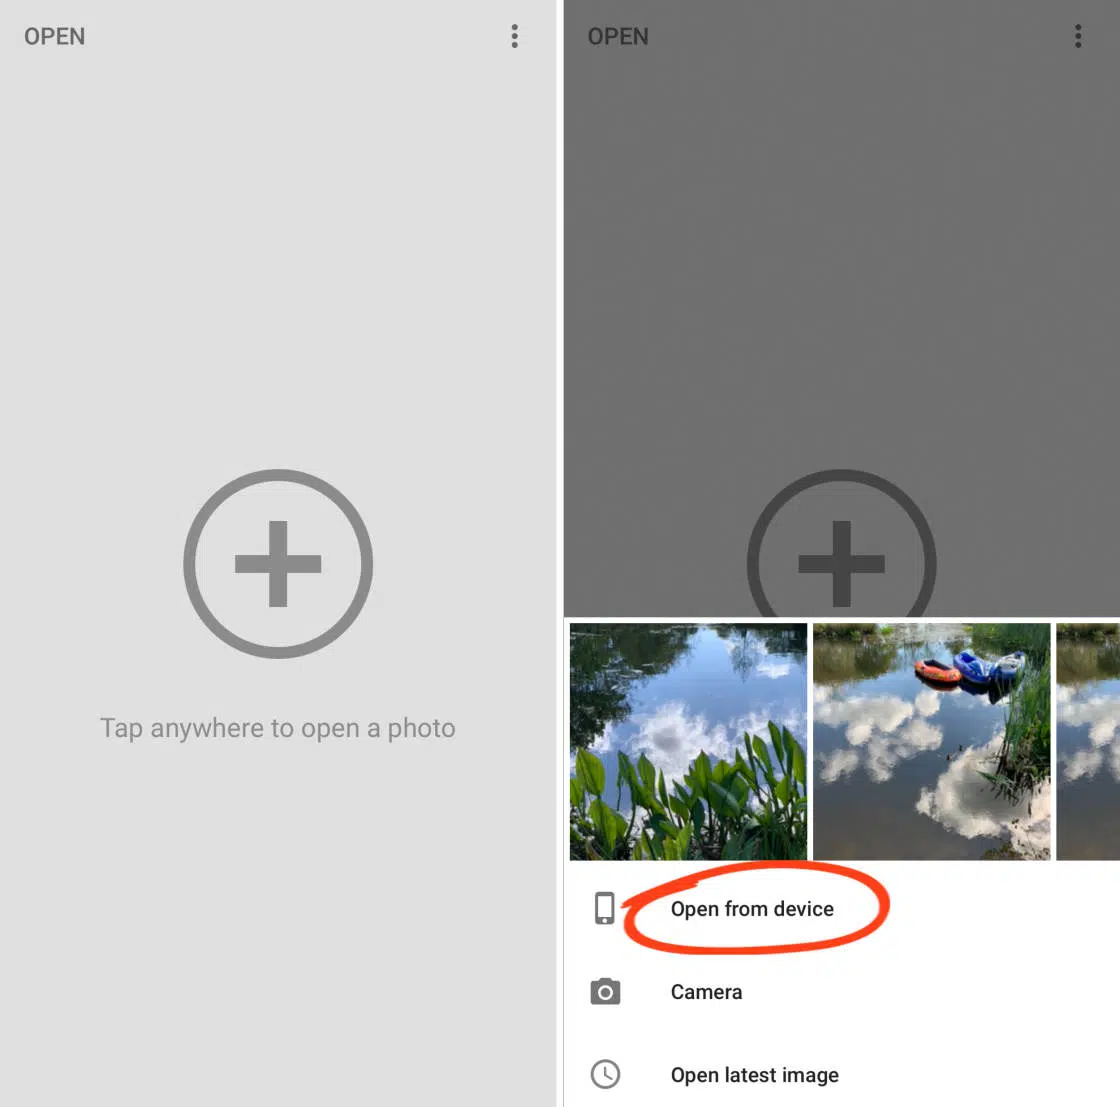 OPEN
Tap anywhere to open a photo
OPEN
Open from device
Camera
Open latest image